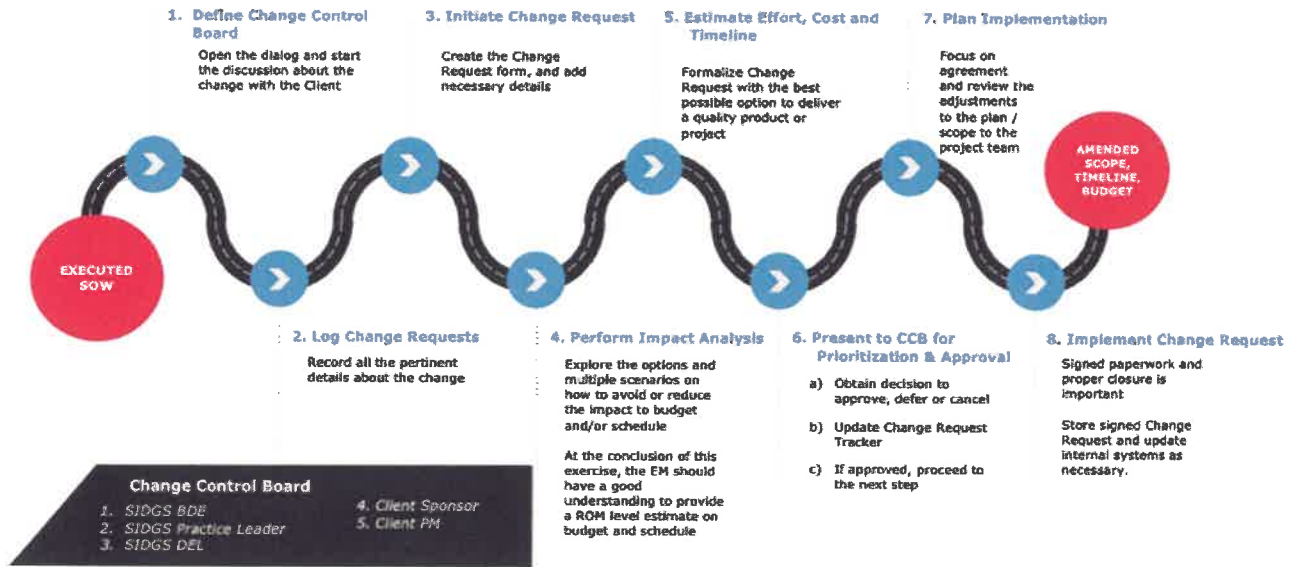 1. Define Change Control
Board
Open the dialog and start
the discussion about the
change with the Client
3. Initiate Change Request
Create the Change
Request form, and add
necessary details
5. Estimate Effort, Cost and
Timeline
Formalize Change
Request with the best
possible option to deliver
a quality product or
project
7. Plan Implementation
Focus on
agreement
and review the
adjustments
to the plan /
scope to the
project team
EXECUTED
SOW
AMENDED
SCOPE,
TIMELINE,
BUDGET
2. Log Change Requests
Record all the pertinent
details about the change
4. Perform Impact Analysis
Explore the options and
multiple scenarios on
how to avoid or reduce
the impact to budget
and/or schedule
At the conclusion of this
exercise, the EM should
have a good
understanding to provide
a ROM level estimate on
budget and schedule
6. Present to CCB for
Prioritization & Approval
a) Obtain decision to
approve, defer or cancel
b) Update Change Request
Tracker
c) If approved, proceed to
the next step
8. Implement Change Request
Signed paperwork and
proper closure is
important
Store signed Change
Request and update
internal systems as
necessary.
Change Control Board
1. SIDGS BDE
2. SIDGS Practice Leader
3. SIDGS DEL
4. Client Sponsor
5. Client PM